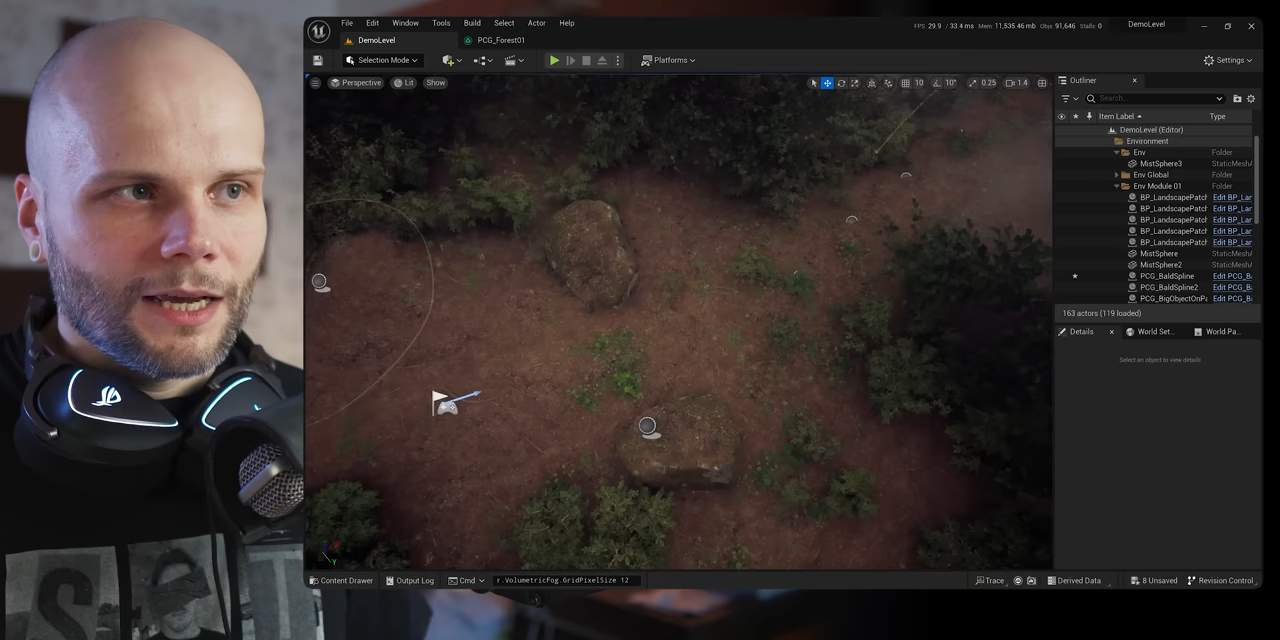 File Edit Window Tools Build Select Actor Help
FPS 29.9 / 33.4 ms Mem: 11,535.46 mb Objs: 91,646 Stalls: 0
DemoLevel
DemoLevel
PCG_Forest01
Selection Mode
Platforms
Settings
Perspective Lit Show
10 10° 0.25 1.4
Outliner
Search...
Item Label Type
DemoLevel (Editor)
Environment
Env Folder
MistSphere3 StaticMeshA
Env Global Folder
Env Module 01 Folder
BP_LandscapePatch Edit BP_Lar
BP_LandscapePatch Edit BP_Lar
BP_LandscapePatch Edit BP_Lar
BP_LandscapePatch Edit BP_Lar
BP_LandscapePatch Edit BP_Lar
MistSphere StaticMeshA
MistSphere2 StaticMeshA
PCG_BaldSpline Edit PCG_B
PCG_BaldSpline2 Edit PCG_B
PCG_BigObjectOnPa Edit PCG_Bi
163 actors (119 loaded)
Details World Set... World Pa...
Select an object to view details.
Content Drawer Output Log Cmd r.VolumetricFog.GridPixelSize 12
Trace Derived Data 8 Unsaved Revision Control